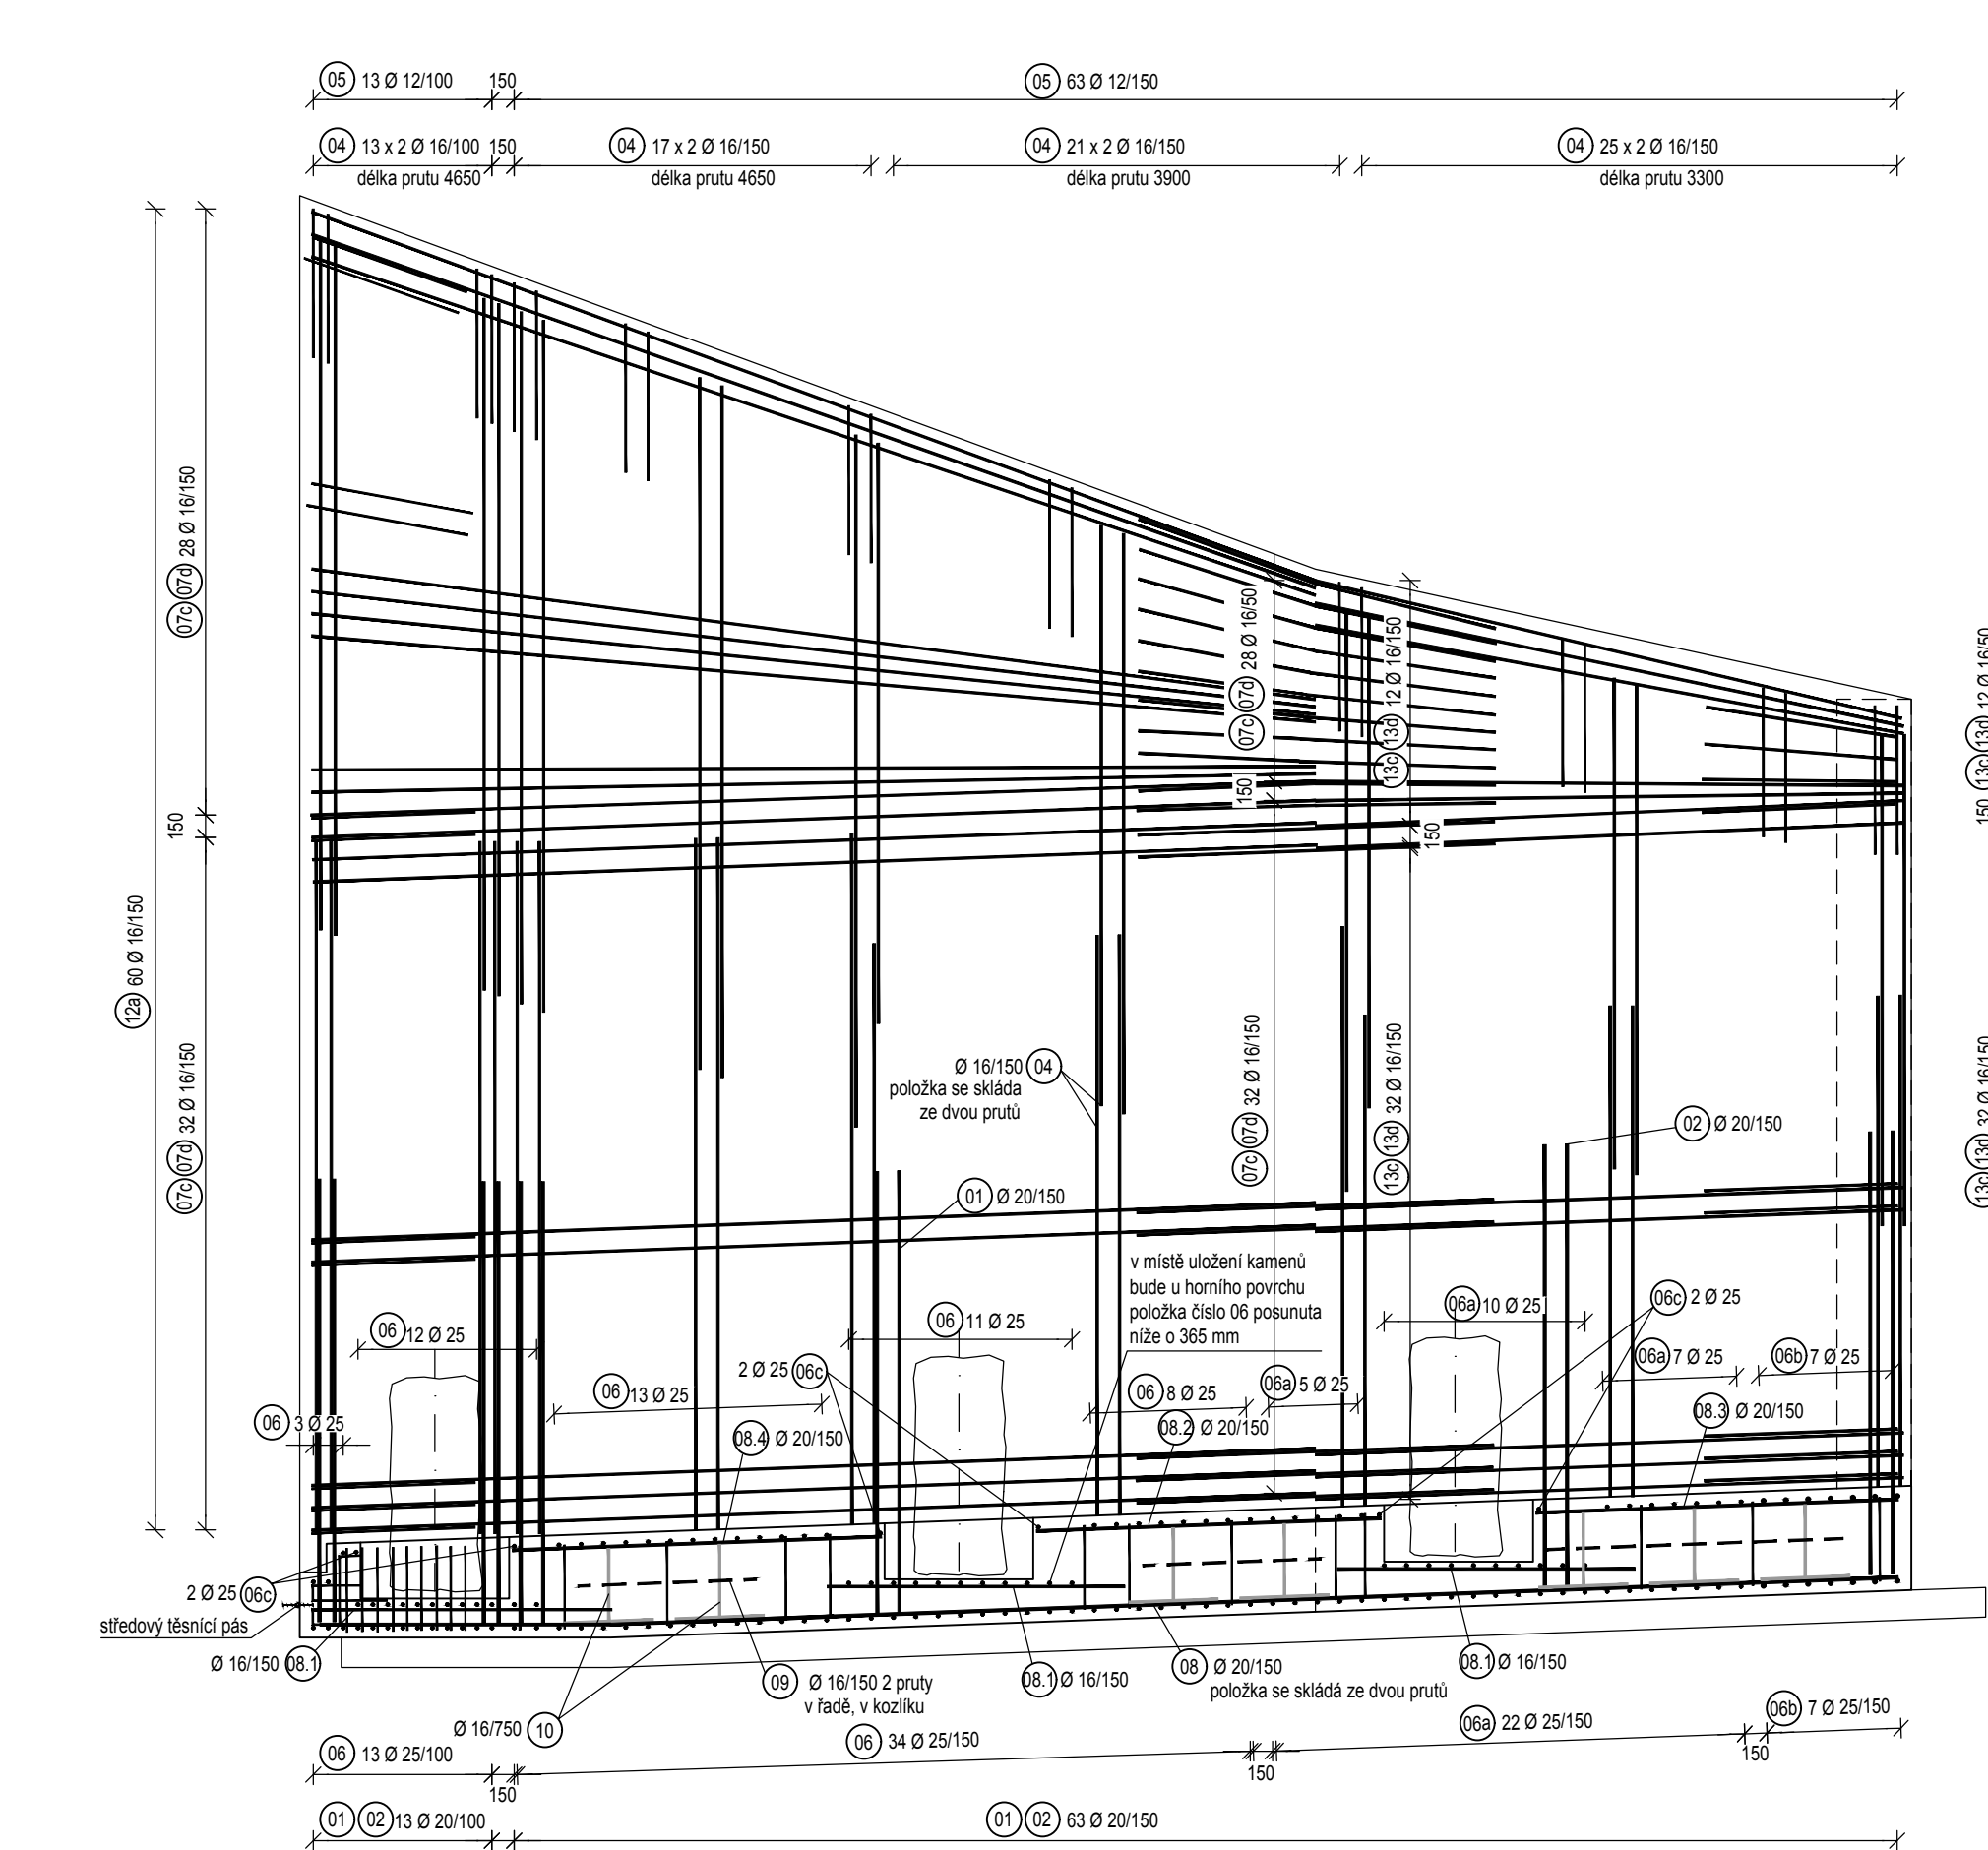 05 13 Ø 12/100 150 05 63 Ø 12/150
04 13 x 2 Ø 16/100 150 04 17 x 2 Ø 16/150 04 21 x 2 Ø 16/150 04 25 x 2 Ø 16/150
délka prutu 4650 délka prutu 4650 délka prutu 3900 délka prutu 3300
07c 07d 28 Ø 16/150
150
12a 60 Ø 16/150
07c 07d 32 Ø 16/150
07c 07d 28 Ø 16/50
150
13c 13d 12 Ø 16/150
150
13c 13d 12 Ø 16/50
150
07c 07d 32 Ø 16/150
13c 13d 32 Ø 16/150
13c 13d 32 Ø 16/150
Ø 16/150 04
položka se skláda
ze dvou prutů
02 Ø 20/150
01 Ø 20/150
v místě uložení kamenů
bude u horního povrchu
položka číslo 06 posunuta
níže o 365 mm
06 12 Ø 25
06 11 Ø 25
06a 10 Ø 25
06c 2 Ø 25
06 3 Ø 25
06 13 Ø 25
2 Ø 25 06c
06 8 Ø 25
06a 5 Ø 25
06a 7 Ø 25
06b 7 Ø 25
08.4 Ø 20/150
08.2 Ø 20/150
08.3 Ø 20/150
2 Ø 25 06c
středový těsnící pás
Ø 16/150 08.1
Ø 16/750 10
09 Ø 16/150 2 pruty
v řadě, v kozlíku
08.1 Ø 16/150
08 Ø 20/150
položka se skládá ze dvou prutů
08.1 Ø 16/150
06 13 Ø 25/100
150
06 34 Ø 25/150
150
06a 22 Ø 25/150
150
06b 7 Ø 25/150
01 02 13 Ø 20/100
01 02 63 Ø 20/150